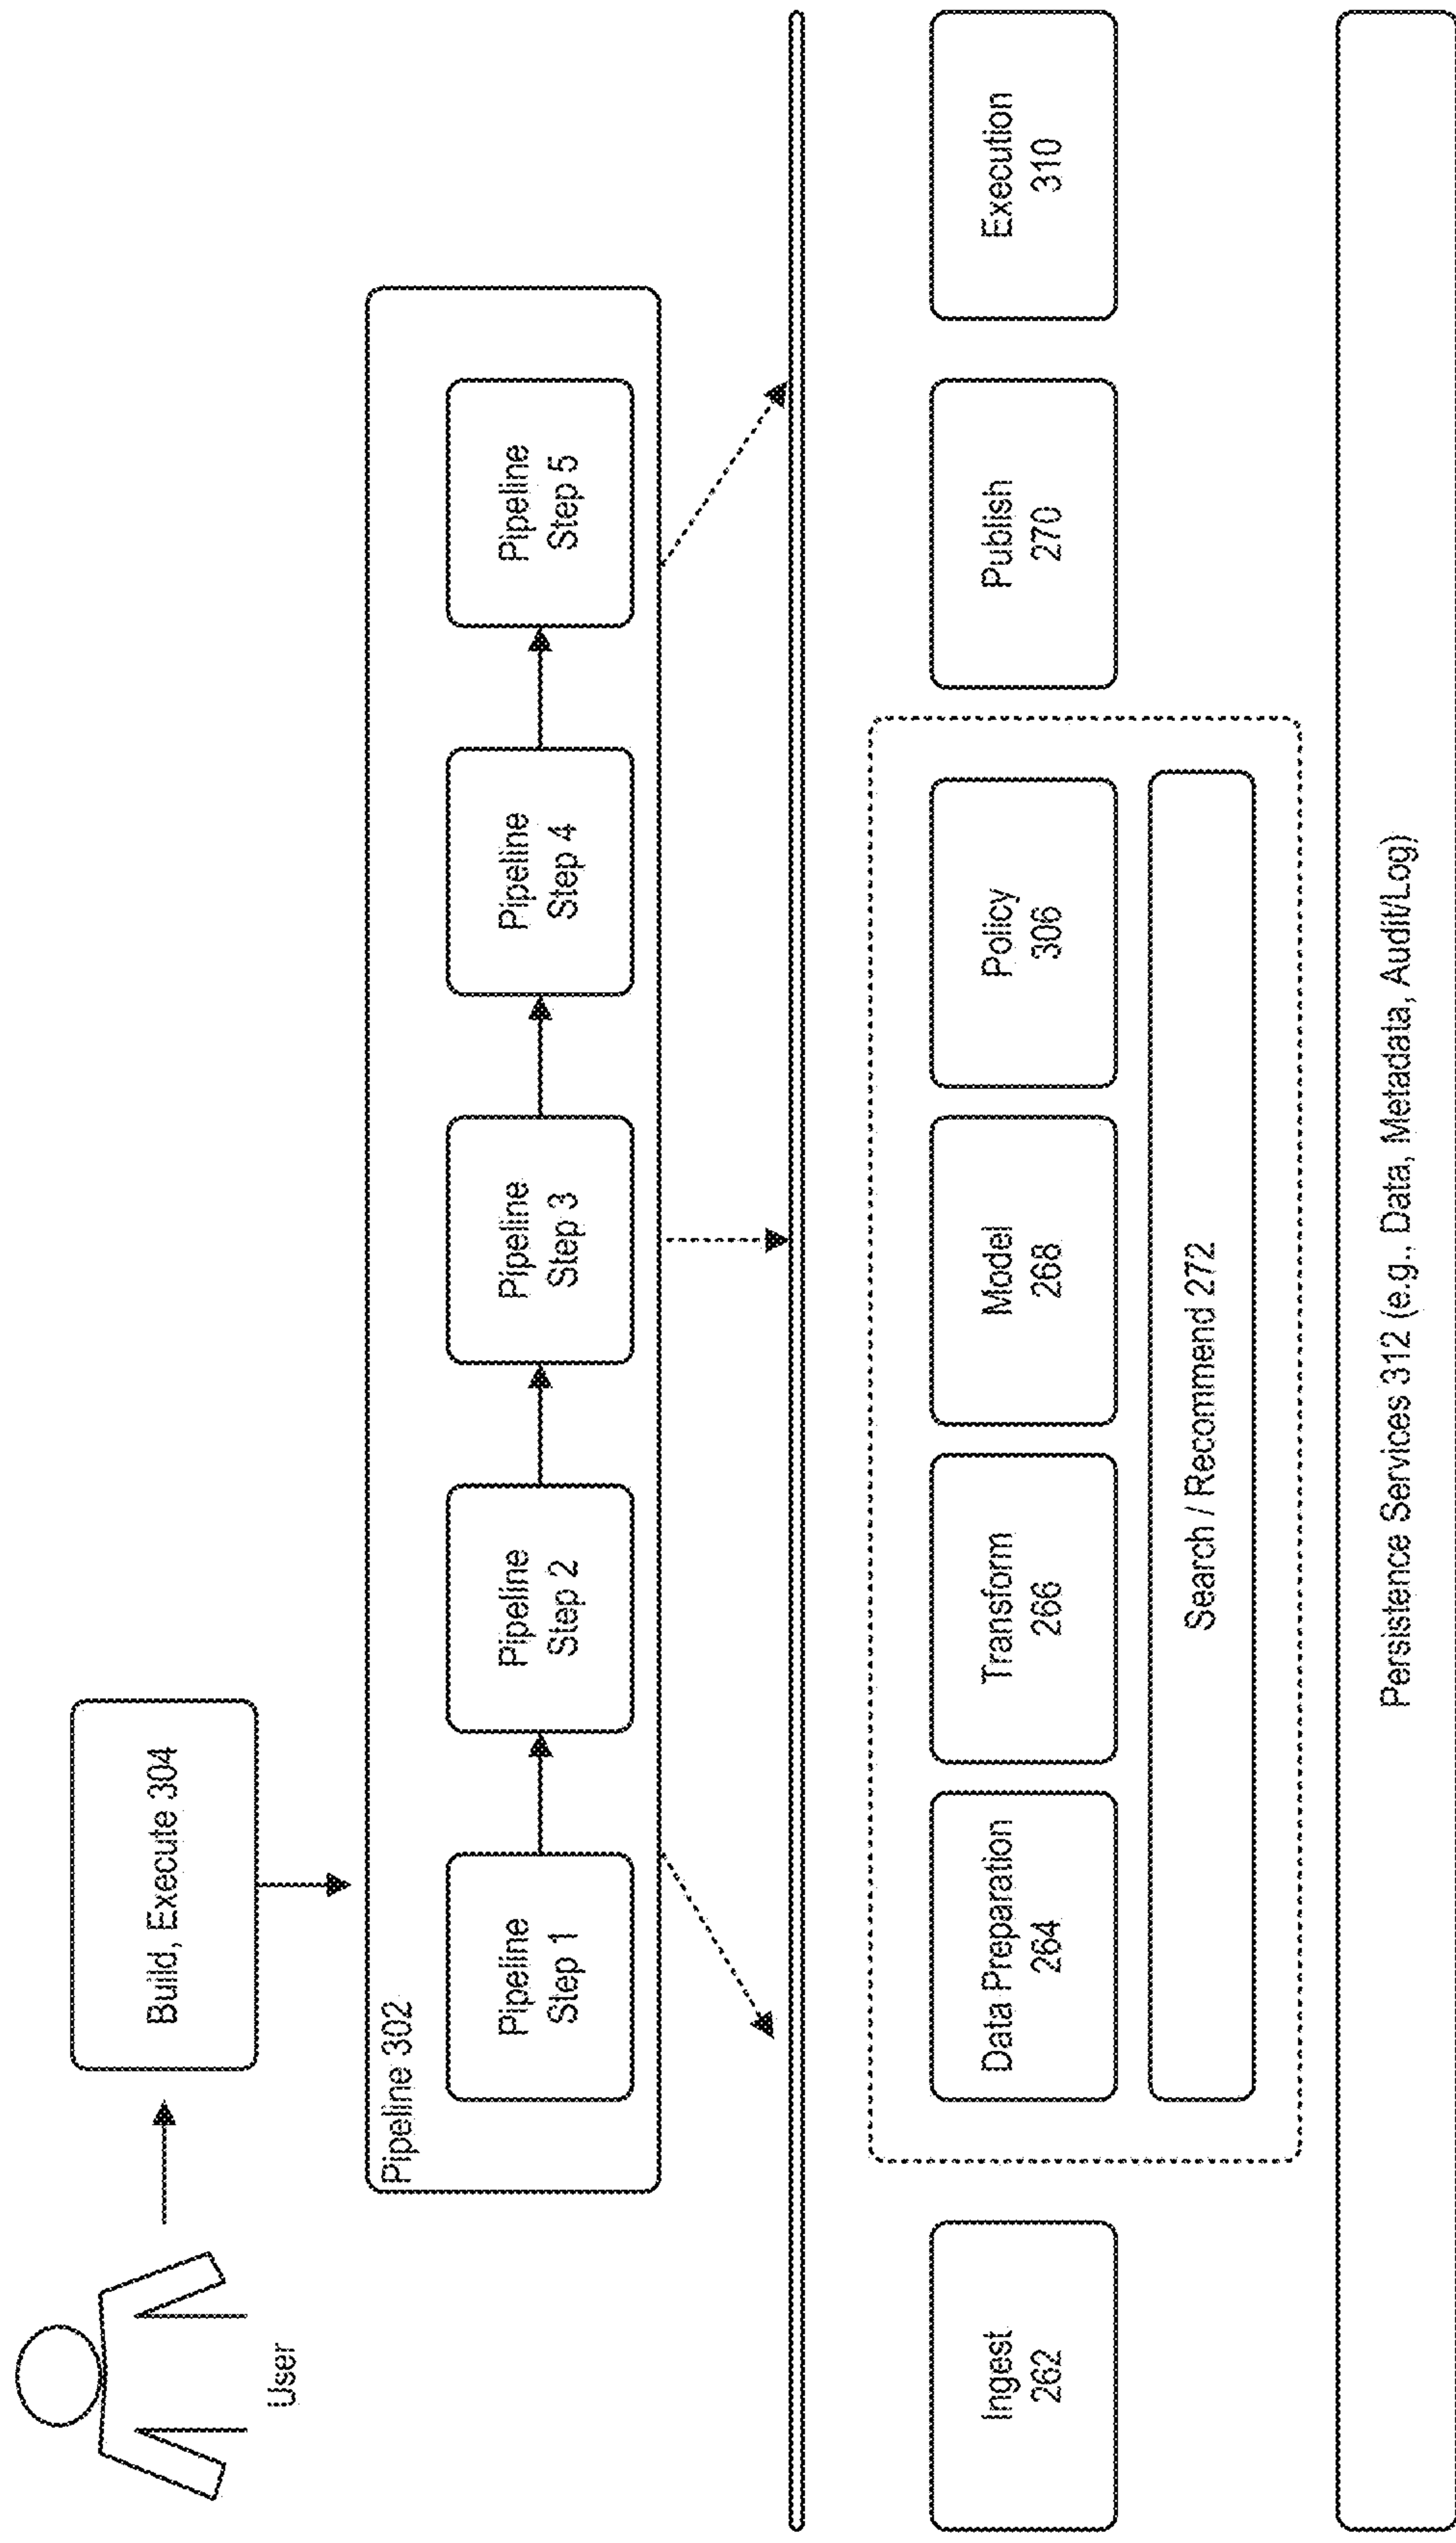 User
Build, Execute 304
Pipeline 302
Pipeline
Step 1
Pipeline
Step 2
Pipeline
Step 3
Pipeline
Step 4
Pipeline
Step 5
Ingest
262
Data Preparation
264
Transform
266
Model
268
Policy
306
Search / Recommend 272
Publish
270
Execution
310
Persistence Services 312 (e.g., Data, Metadata, Audit/Log)